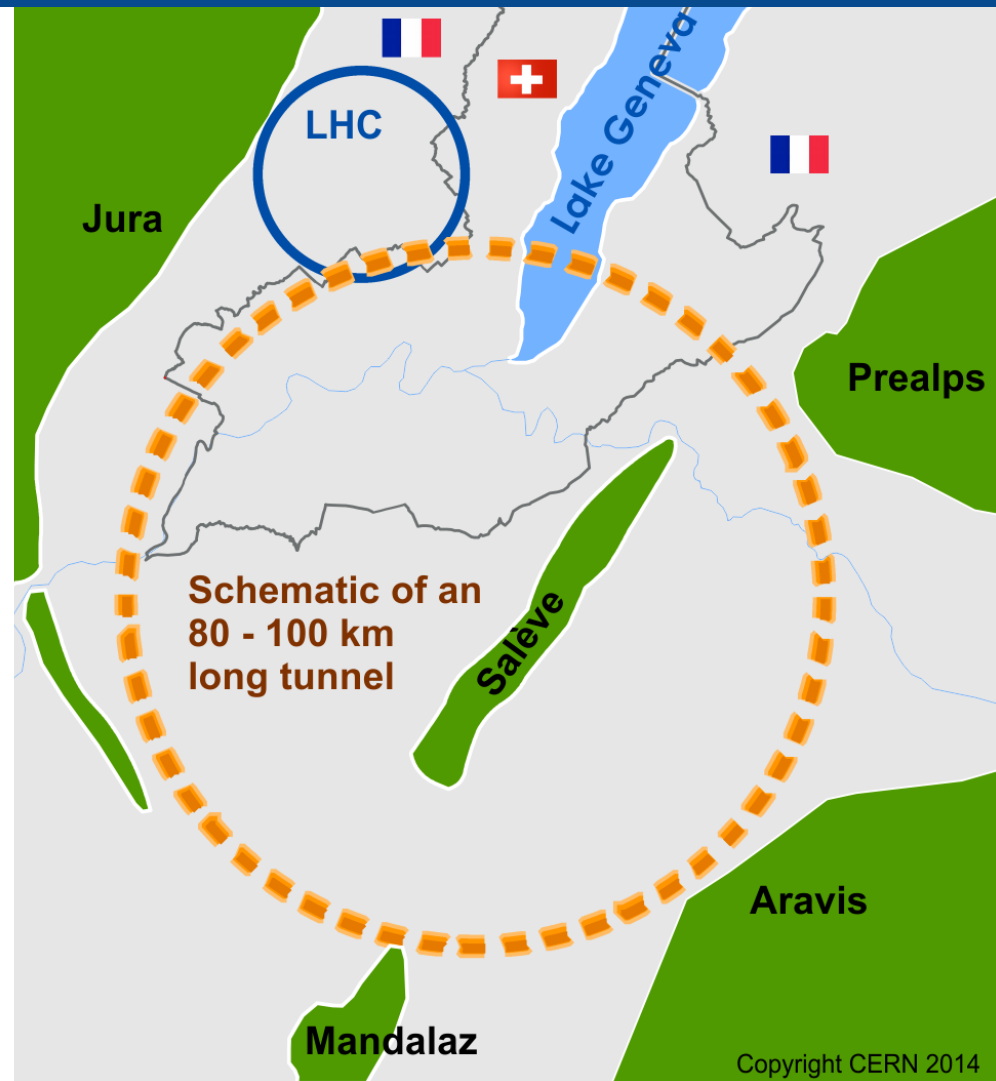 LHC
Lake Geneva
Jura
Prealps
Schematic of an
80 - 100 km
long tunnel
Salève
Aravis
Mandalaz
Copyright CERN 2014